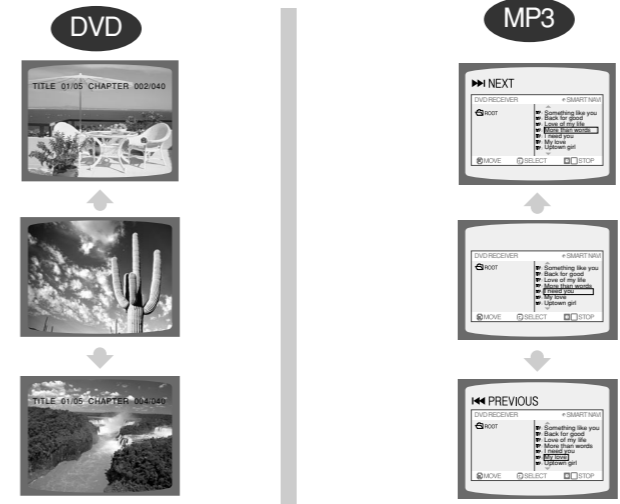 DVD
TITLE 01/05 CHAPTER 002/040
TITLE 01/05 CHAPTER 004/040
MP3
NEXT
DVD RECEIVER SMART NAVI
ROOT
Something like you
Back for good
Love of my life
More than words
I need you
My love
Uptown girl
MOVE SELECT STOP
DVD RECEIVER SMART NAVI
ROOT
Something like you
Back for good
Love of my life
More than words
I need you
My love
Uptown girl
MOVE SELECT STOP
PREVIOUS
DVD RECEIVER SMART NAVI
ROOT
Something like you
Back for good
Love of my life
More than words
I need you
My love
Uptown girl
MOVE SELECT STOP